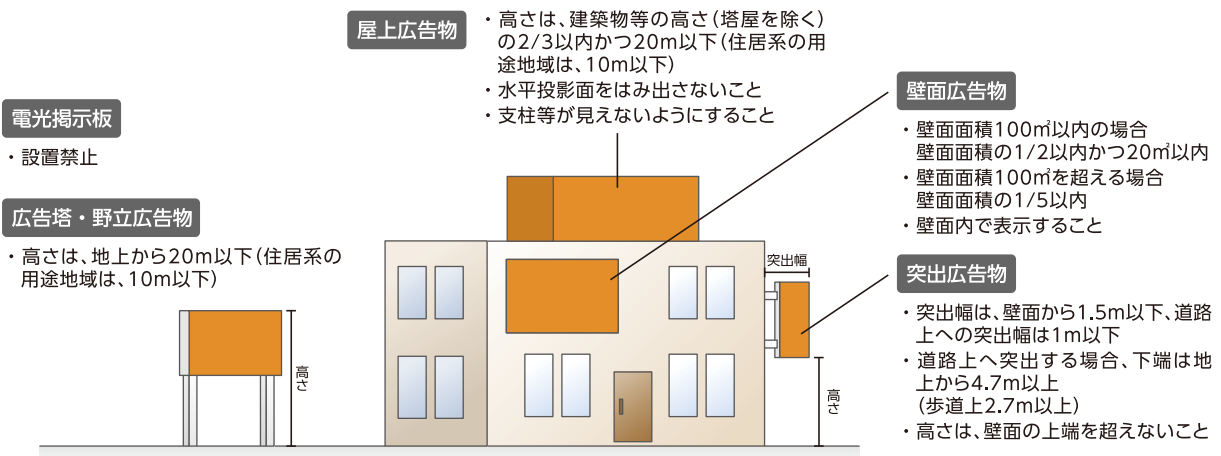 屋上広告物
・高さは、建築物等の高さ(塔屋を除く)
の2/3以内かつ20m以下(住居系の用
途地域は、10m以下)
・水平投影面をはみ出さないこと
・支柱等が見えないようにすること
電光掲示板
・設置禁止
広告塔・野立広告物
・高さは、地上から20m以下(住居系の
用途地域は、10m以下)
高さ
壁面広告物
・壁面面積100㎡以内の場合
壁面面積の1/2以内かつ20㎡以内
・壁面面積100㎡を超える場合
壁面面積の1/5以内
・壁面内で表示すること
突出幅
高さ
突出広告物
・突出幅は、壁面から1.5m以下、道路
上への突出幅は1m以下
・道路上へ突出する場合、下端は地
上から4.7m以上
(歩道上2.7m以上)
・高さは、壁面の上端を超えないこと